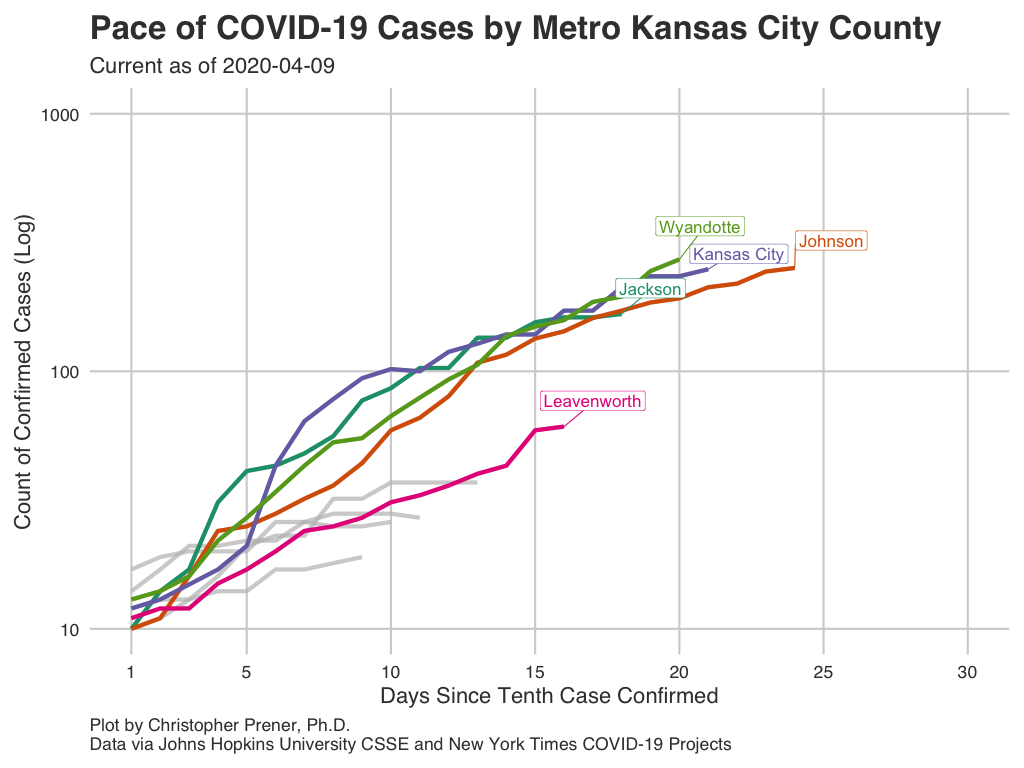 Pace of COVID-19 Cases by Metro Kansas City County
Current as of 2020-04-09
Count of Confirmed Cases (Log)
1000
100
10
Wyandotte
Johnson
Kansas City
Jackson
Leavenworth
1 5 10 15 20 25 30
Days Since Tenth Case Confirmed
Plot by Christopher Prener, Ph.D.
Data via Johns Hopkins University CSSE and New York Times COVID-19 Projects